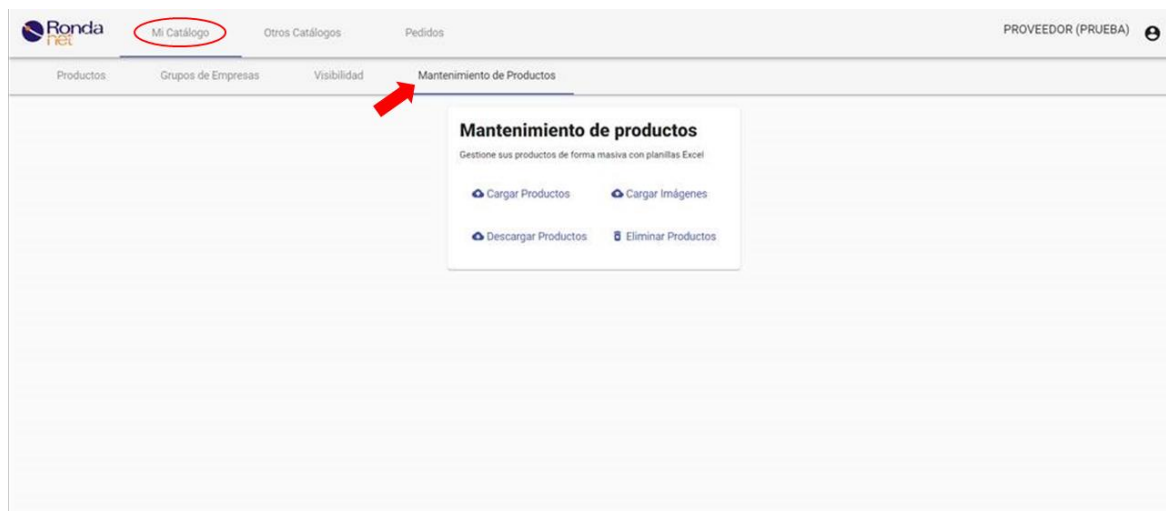 Ronda
net
Mi Catálogo
Otros Catálogos
Pedidos
PROVEEDOR (PRUEBA)
Productos
Grupos de Empresas
Visibilidad
Mantenimiento de Productos
Mantenimiento de productos
Gestione sus productos de forma masiva con planillas Excel
Cargar Productos
Cargar Imágenes
Descargar Productos
Eliminar Productos